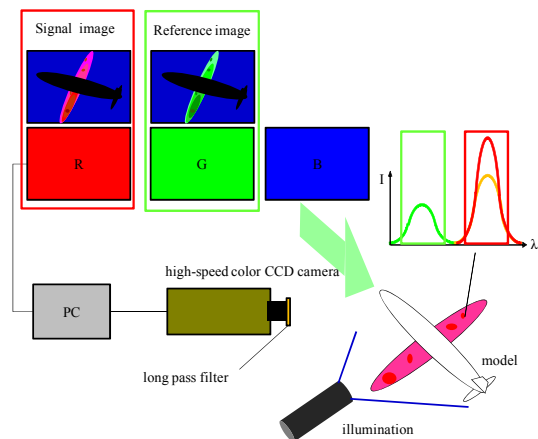 Signal image
Reference image
R
G
B
I
λ
high-speed color CCD camera
PC
long pass filter
model
illumination